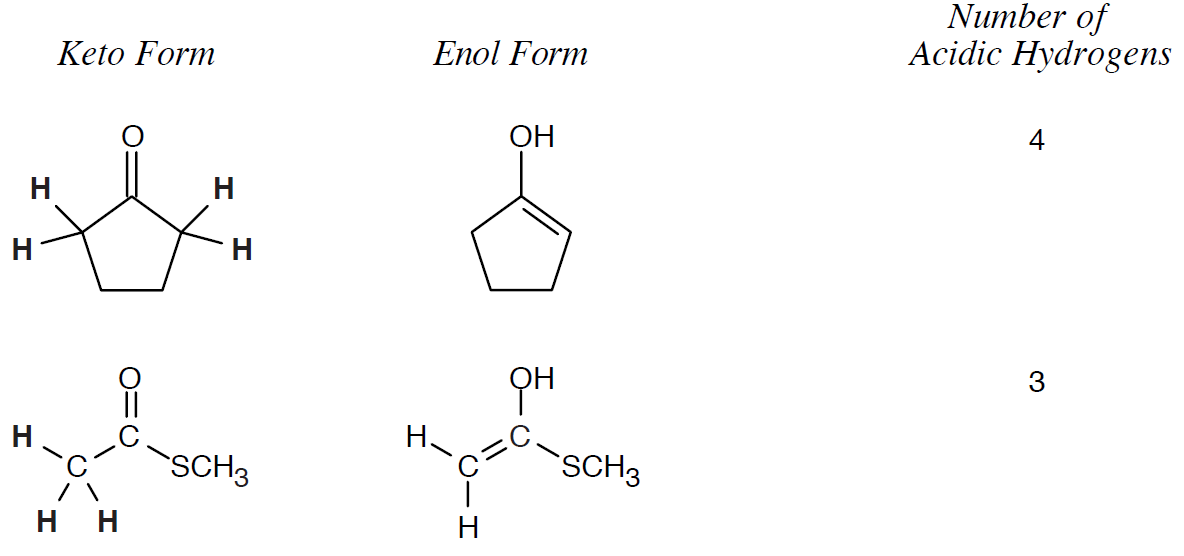 Number of
Keto Form Enol Form Acidic Hydrogens
O OH 4
H H
H H
O OH 3
H C H C
C SCH3 C SCH3
H H H